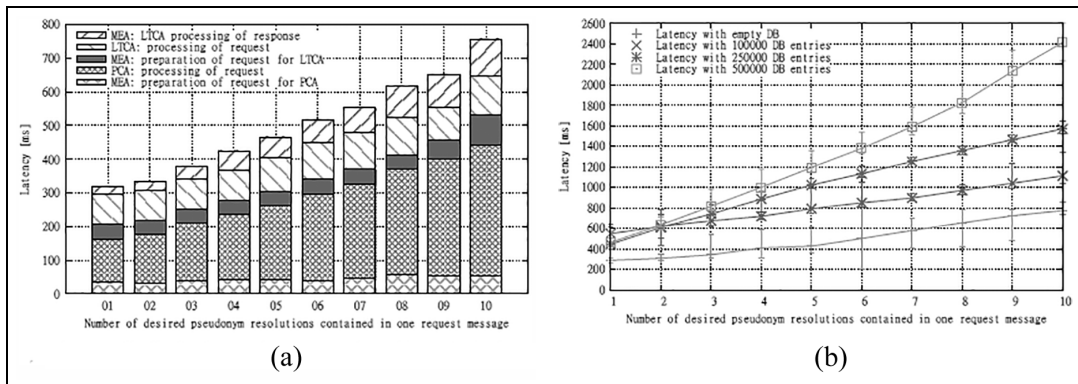 MEA: LTCA processing of response
LTCA: processing of request
MEA: preparation of request for LTCA
PCA: processing of request
MEA: preparation of request for PCA
Latency [ms]
800
700
600
500
400
300
200
100
0
01 02 03 04 05 06 07 08 09 10
Number of desired pseudonym resolutions contained in one request message
(a)
Latency with empty DB
Latency with 100000 DB entries
Latency with 250000 DB entries
Latency with 500000 DB entries
Latency [ms]
2600
2400
2200
2000
1800
1600
1400
1200
1000
800
600
400
200
0
1 2 3 4 5 6 7 8 9 10
Number of desired pseudonym resolutions contained in one request message
(b)